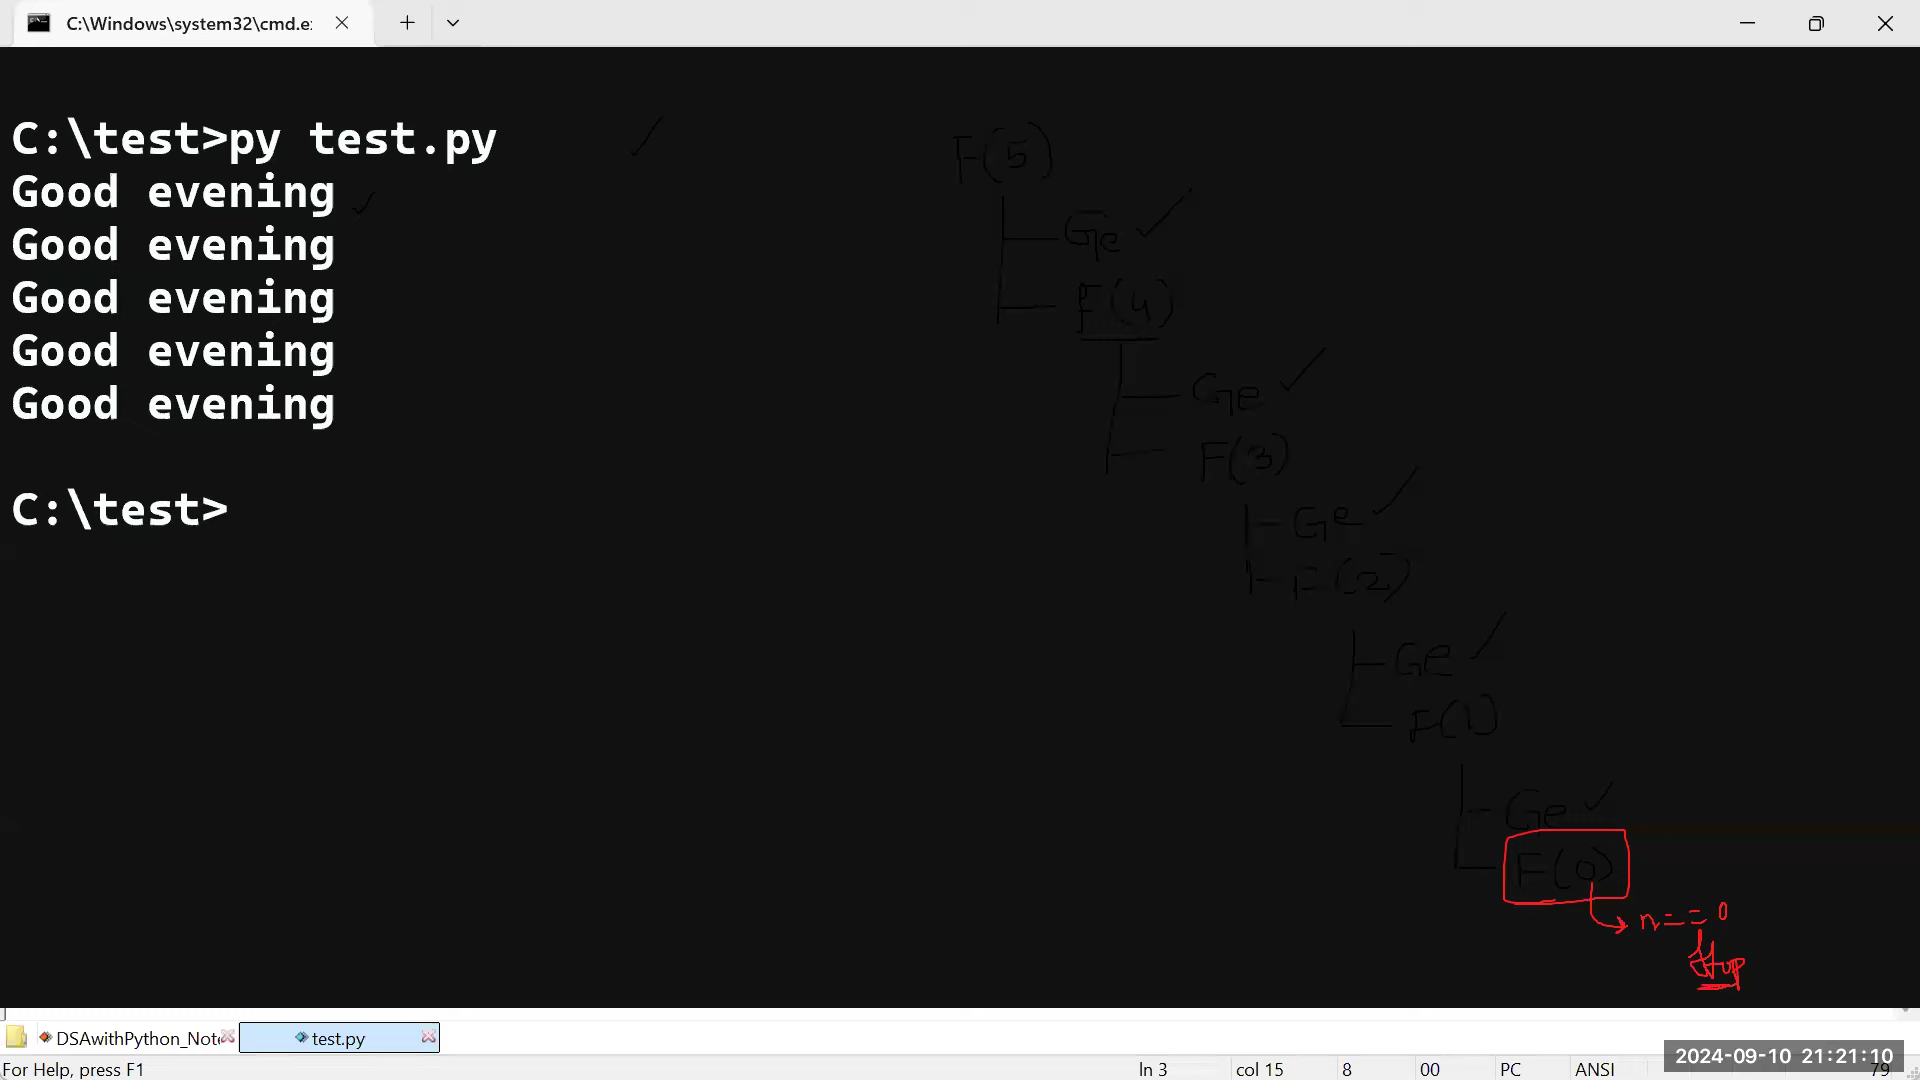 C:\Windows\system32\cmd.e
C:\test>py test.py
Good evening
Good evening
Good evening
Good evening
Good evening
C:\test>
F(5)
Ge
F(4)
Ge
F(3)
Ge
F(2)
Ge
F(1)
Ge
F(0)
n == 0
Stop
DSAwithPython_Not
test.py
For Help, press F1
ln 3
col 15
8
00
PC
ANSI
79
2024-09-10 21:21:10